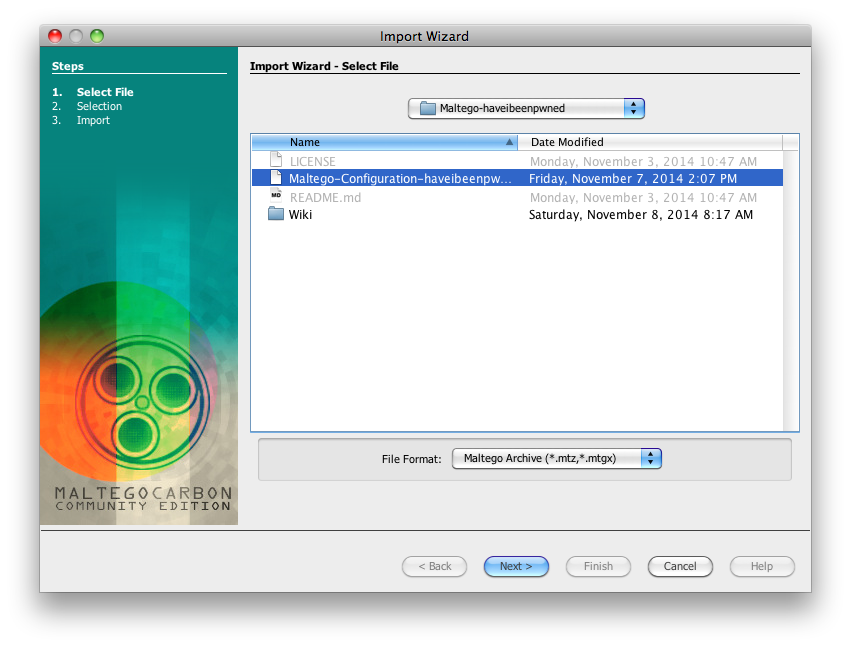 Import Wizard
Steps
1. Select File
2. Selection
3. Import
Import Wizard - Select File
Maltego-haveibeenpwned
Name Date Modified
LICENSE Monday, November 3, 2014 10:47 AM
Maltego-Configuration-haveibeenpw... Friday, November 7, 2014 2:07 PM
MD README.md Monday, November 3, 2014 10:47 AM
Wiki Saturday, November 8, 2014 8:17 AM
File Format: Maltego Archive (*.mtz,*.mtgx)
MALTEGOCARBON
COMMUNITY EDITION
< Back Next > Finish Cancel Help